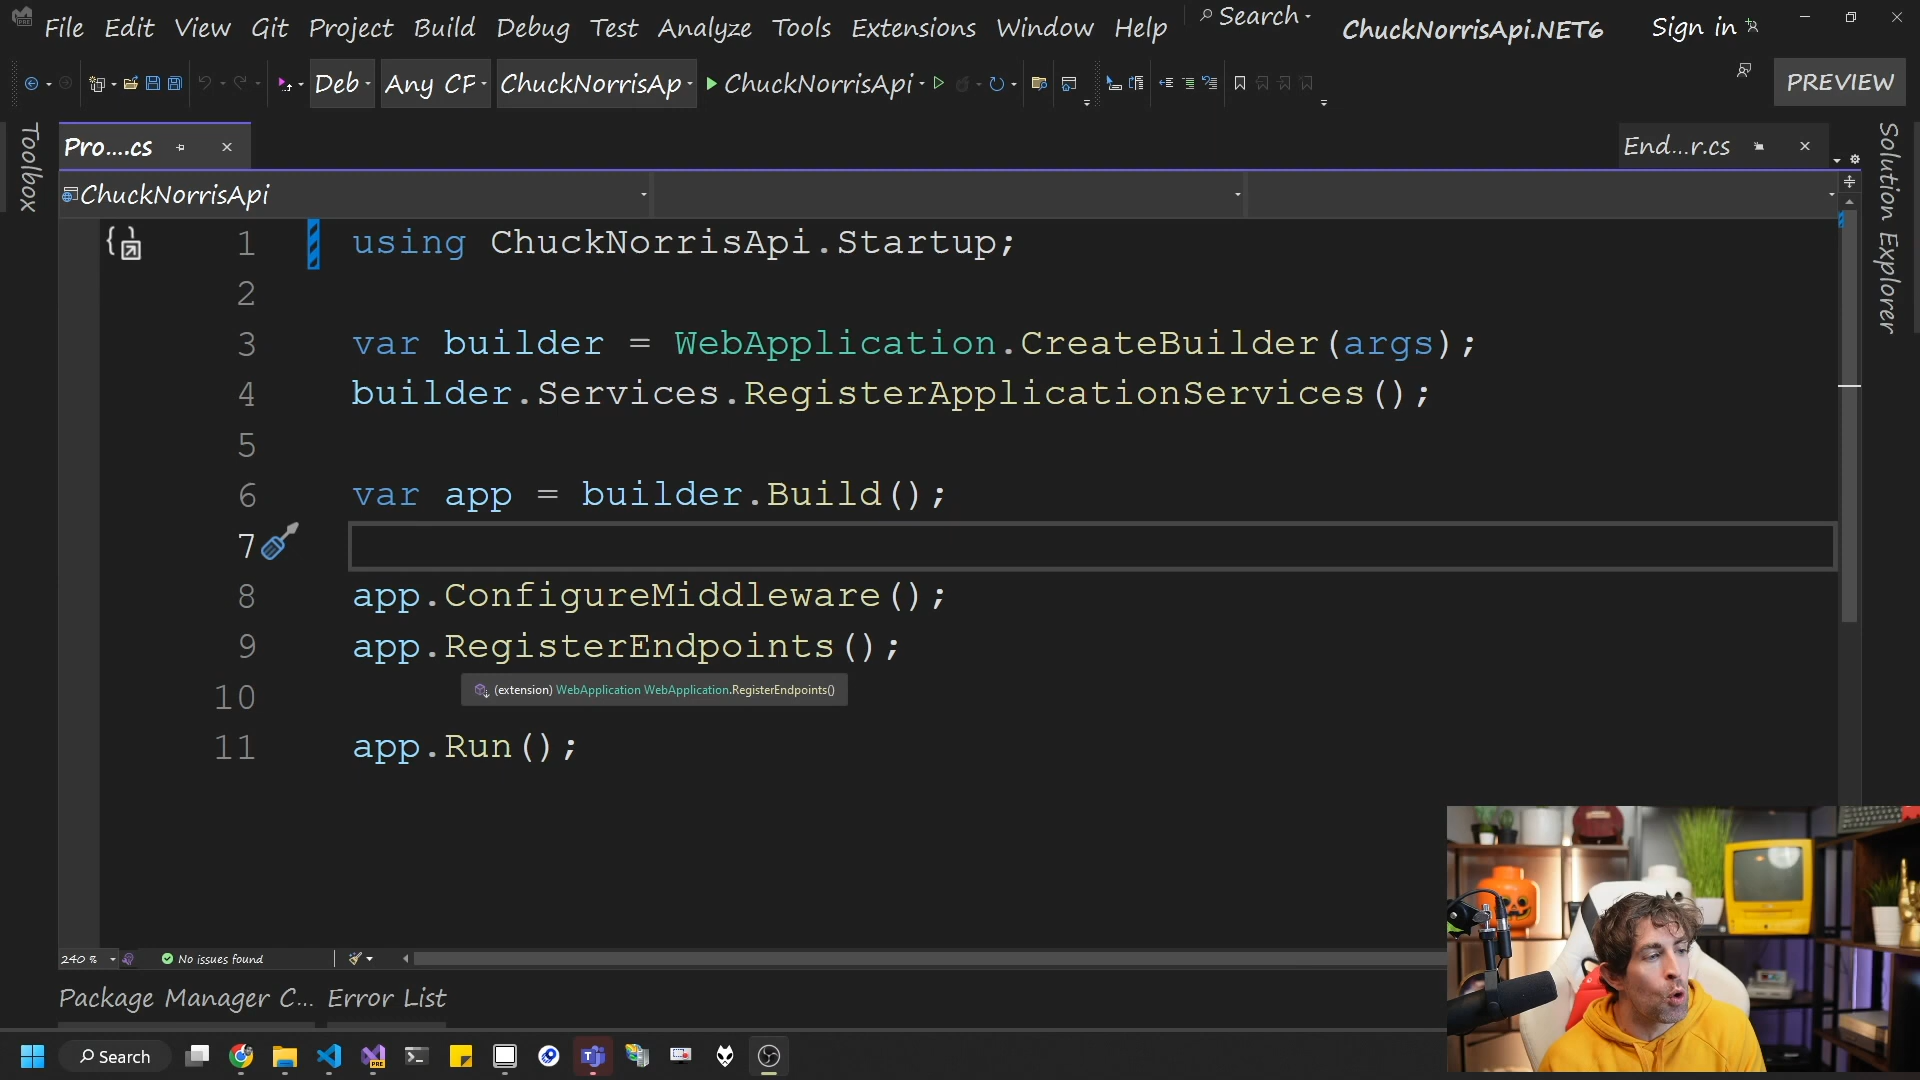 File Edit View Git Project Build Debug Test Analyze Tools Extensions Window Help Search ChuckNorrisApi.NET6 Sign in
Deb Any CF ChuckNorrisAp ChuckNorrisApi PREVIEW
Toolbox
Pro....cs
End...r.cs
Solution Explorer
ChuckNorrisApi
1 using ChuckNorrisApi.Startup;
2
3 var builder = WebApplication.CreateBuilder(args);
4 builder.Services.RegisterApplicationServices();
5
6 var app = builder.Build();
7
8 app.ConfigureMiddleware();
9 app.RegisterEndpoints();
(extension) WebApplication WebApplication.RegisterEndpoints()
10
11 app.Run();
240 % No issues found
Package Manager C... Error List
Search